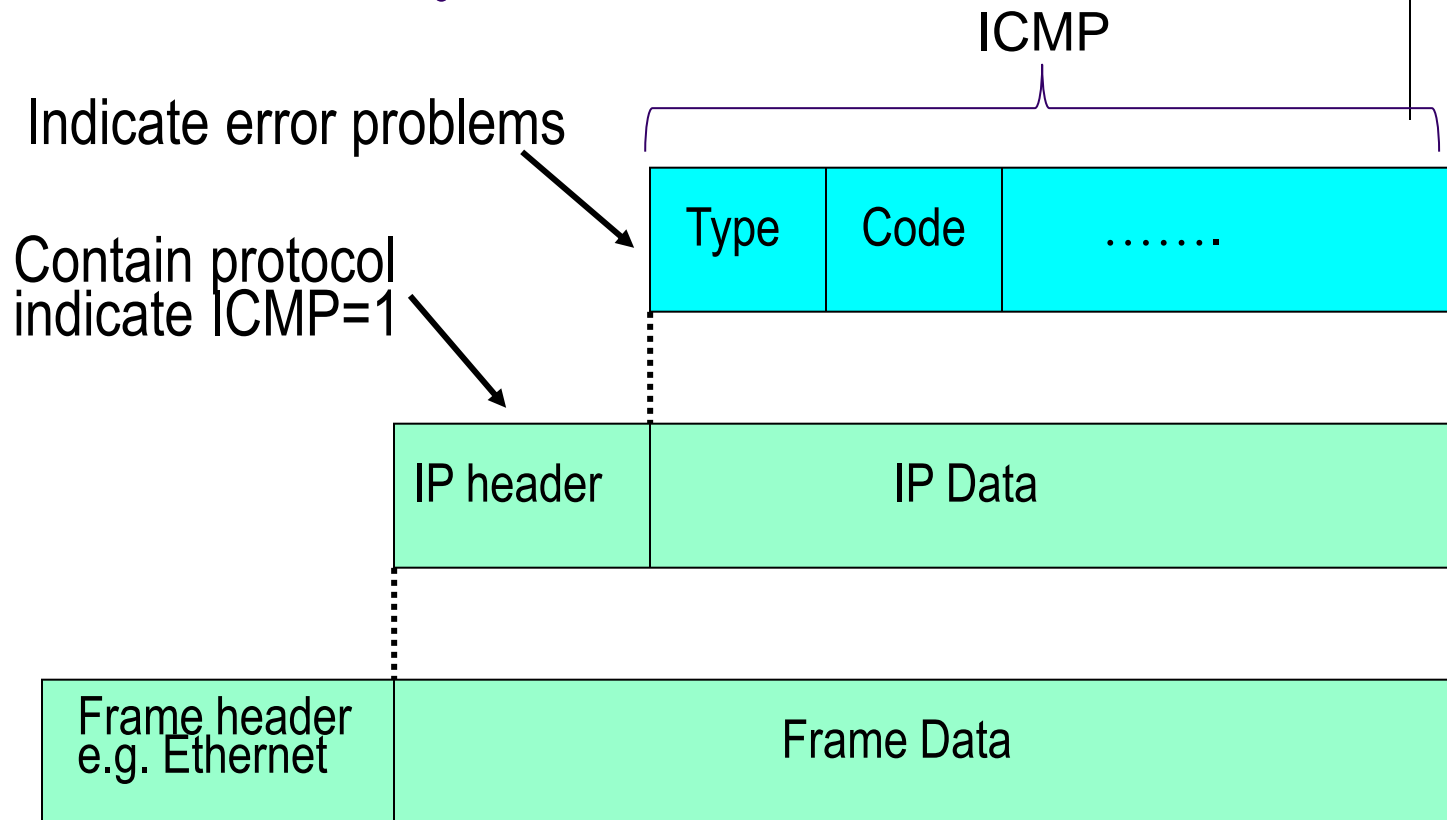 ICMP
Indicate error problems
Type
Code
.......
Contain protocol
indicate ICMP=1
IP header
IP Data
Frame header
e.g. Ethernet
Frame Data